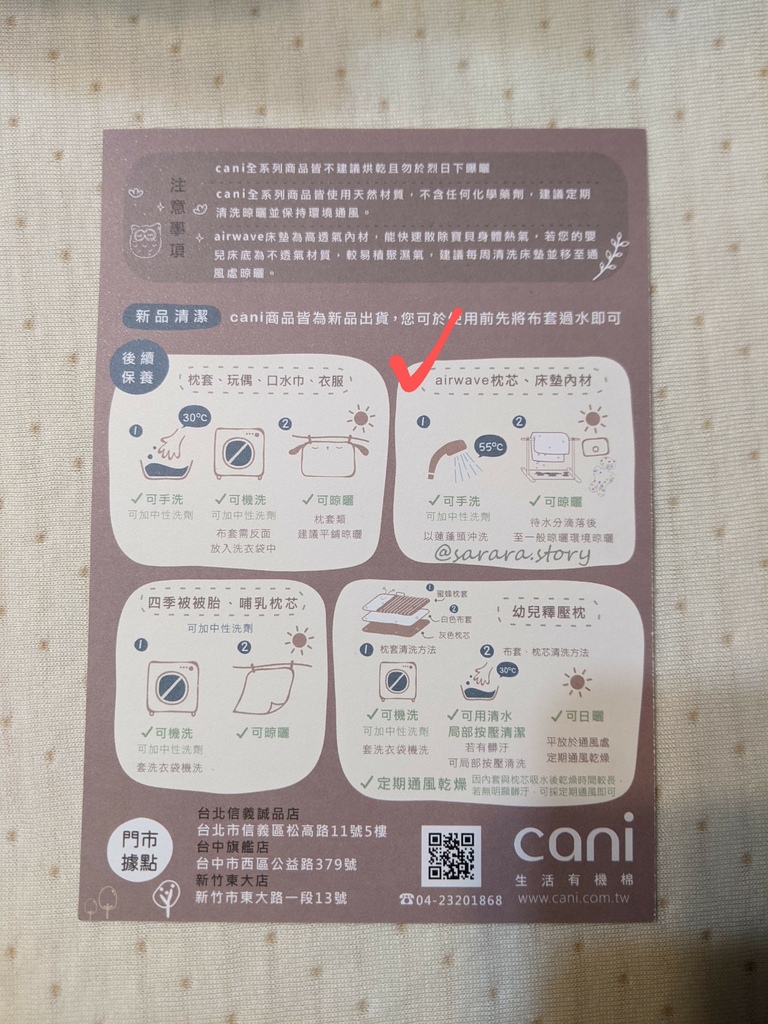 注意事項
cani全系列商品皆不建議烘乾且勿於烈日下曝曬
cani全系列商品皆使用天然材質，不含任何化學藥劑，建議定期
清洗晾曬並保持環境通風。
airwave床墊為高透氣內材，能快速散除寶貝身體熱氣，若您的嬰
兒床底為不透氣材質，較易積聚濕氣，建議每周清洗床墊並移至通
風處晾曬。
新品清潔
cani商品皆為新品出貨，您可於使用前先將布套過水即可
後續
保養
枕套、玩偶、口水巾、衣服
1
30ºC
2
可手洗
可加中性洗劑
可機洗
可加中性洗劑
布套需反面
放入洗衣袋中
可晾曬
枕套類
建議平鋪晾曬
airwave枕芯、床墊內材
1
55ºC
2
可手洗
可加中性洗劑
以蓮蓬頭沖洗
可晾曬
待水分滴落後
至一般晾曬環境晾曬
@sarara.story
四季被被胎、哺乳枕芯
可加中性洗劑
1
2
可機洗
可加中性洗劑
套洗衣袋機洗
可晾曬
幼兒釋壓枕
1
蜜蜂枕套
2
白色布套
灰色枕芯
1 枕套清洗方法
2 布套、枕芯清洗方法
30ºC
可機洗
可加中性洗劑
套洗衣袋機洗
可用清水
局部按壓清潔
若有髒汙
可局部按壓清洗
可日曬
平放於通風處
定期通風乾燥
定期通風乾燥
因內套與枕芯吸水後乾燥時間較長，
若無明顯髒汙，可採定期通風即可
門市
據點
台北信義誠品店
台北市信義區松高路11號5樓
台中旗艦店
台中市西區公益路379號
新竹東大店
新竹市東大路一段13號
☎04-23201868
cani
生活有機棉
www.cani.com.tw